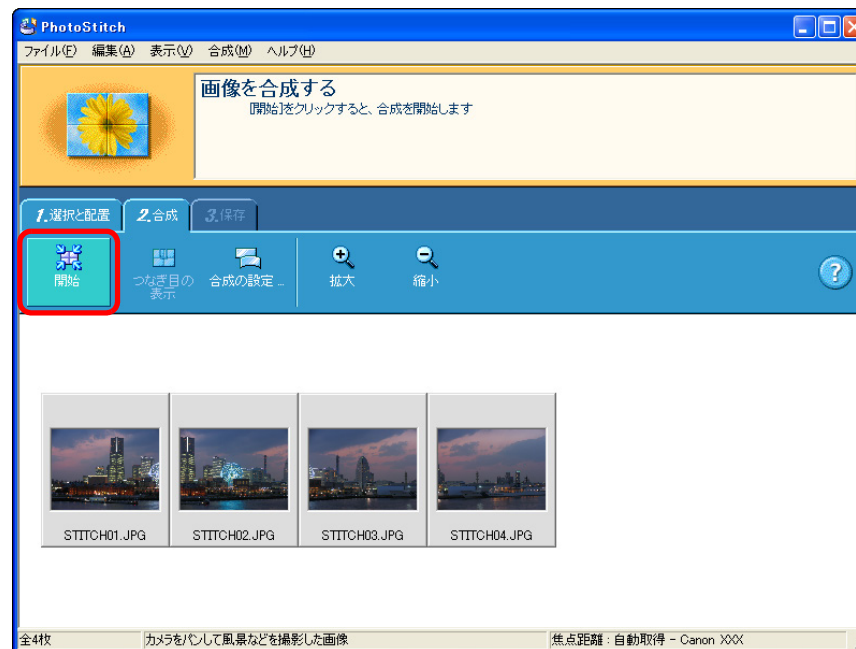 PhotoStitch
ファイル(F) 編集(A) 表示(V) 合成(M) ヘルプ(H)
画像を合成する
[開始]をクリックすると、合成を開始します
1.選択と配置 2.合成 3.保存
開始
つなぎ目の
表示
合成の設定...
拡大
縮小
?
STITCH01.JPG STITCH02.JPG STITCH03.JPG STITCH04.JPG
全4枚 カメラをパンして風景などを撮影した画像 焦点距離:自動取得 - Canon XXX